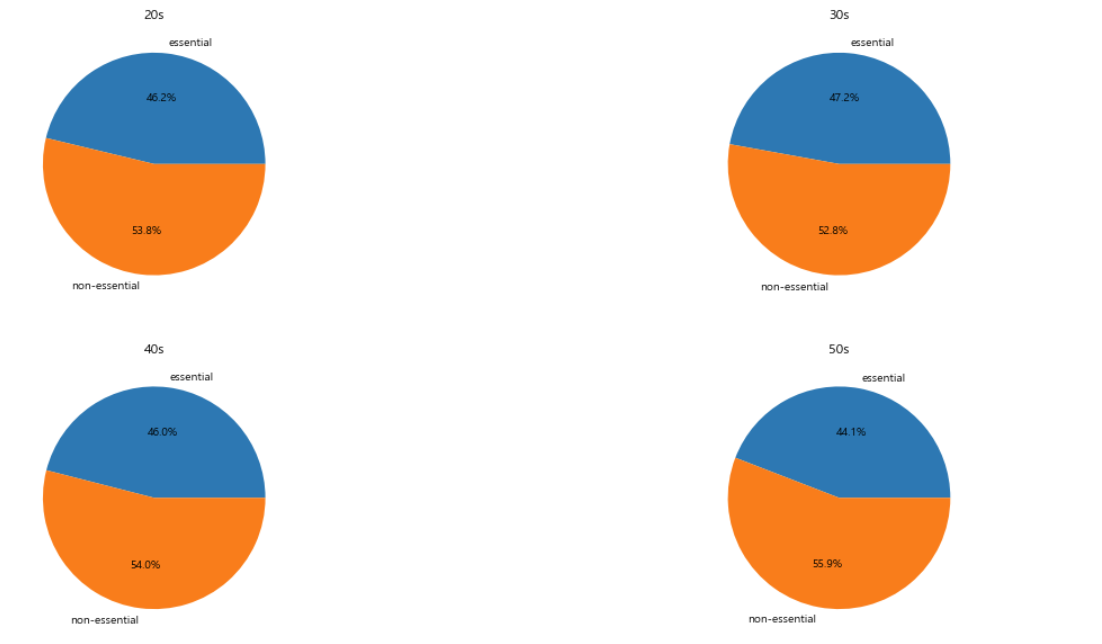 20s
essential
46.2%
53.8%
non-essential
30s
essential
47.2%
52.8%
non-essential
40s
essential
46.0%
54.0%
non-essential
50s
essential
44.1%
55.9%
non-essential